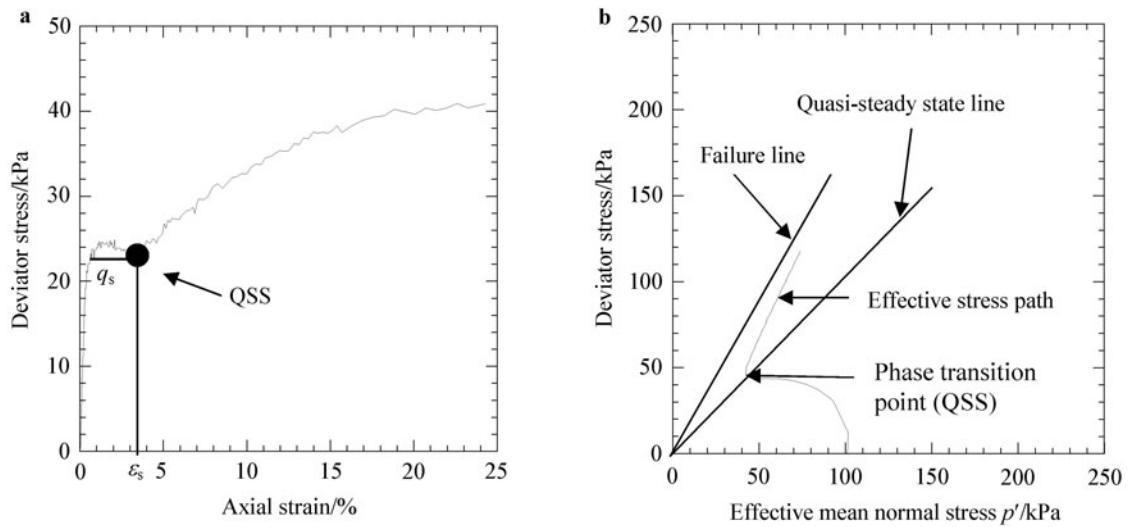 a
50
40
30
20
10
0
Deviator stress/kPa
q_s
QSS
0
ε_s
5
10
15
20
25
Axial strain/%
b
250
200
150
100
50
0
Deviator stress/kPa
Quasi-steady state line
Failure line
Effective stress path
Phase transition
point (QSS)
0
50
100
150
200
250
Effective mean normal stress p′/kPa